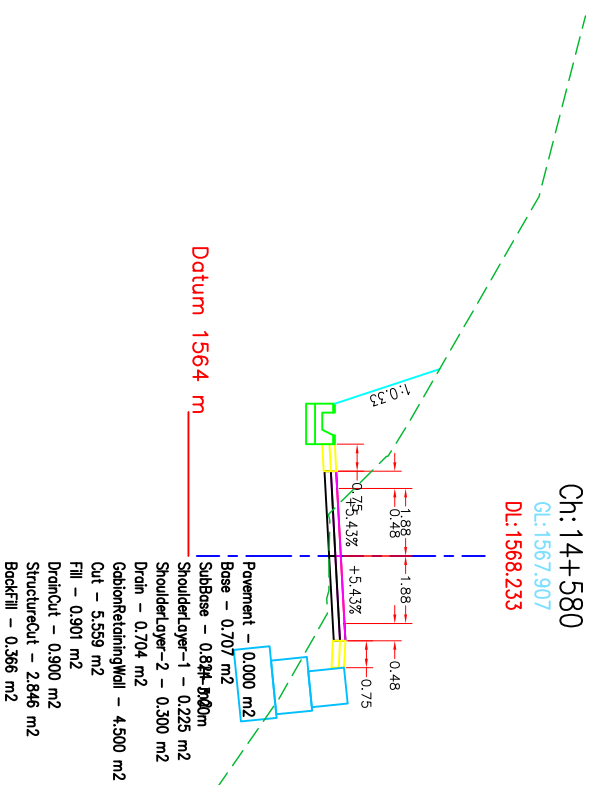 Ch: 14+580
GL:1567.907
DL:1568.233
1:0.33
0.75
0.48
1.88
1.88
0.48
0.75
+5.43%
+5.43%
Datum 1564 m
Pavement - 0.000 m2
Base - 0.707 m2
SubBase - m2
ShoulderLayer-1 - 0.225 m2
ShoulderLayer-2 - 0.300 m2
Drain - 0.704 m2
GabionRetainingWall - 4.500 m2
Cut - 5.559 m2
Fill - 0.901 m2
DrainCut - 0.900 m2
StructureCut - 2.846 m2
BackFill - 0.366 m2